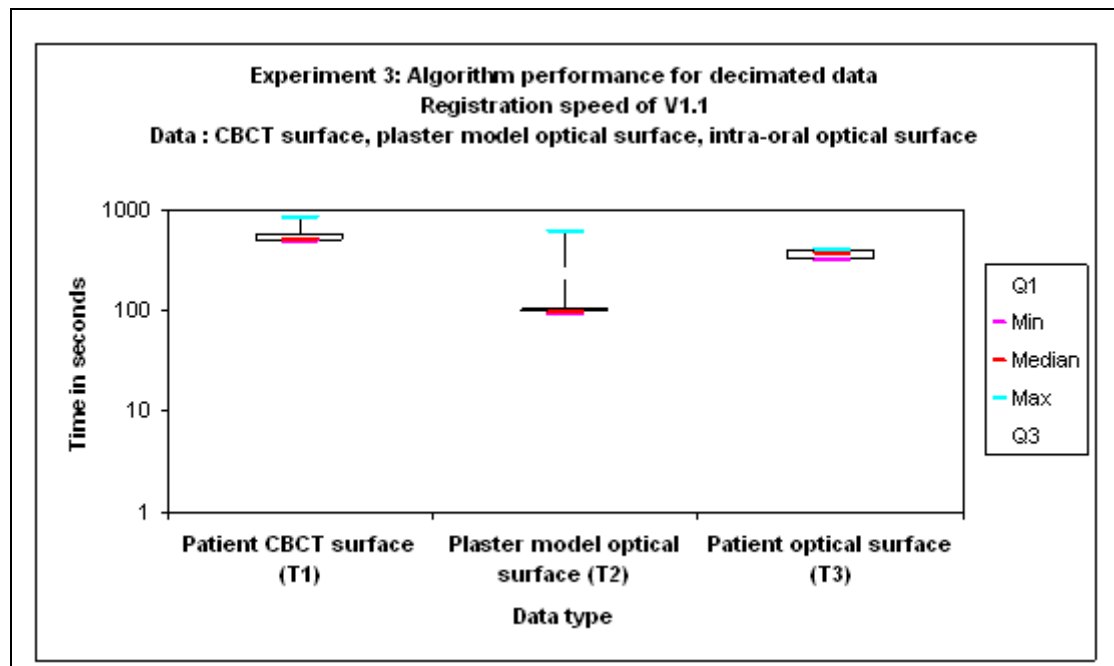 Experiment 3: Algorithm performance for decimated data
Registration speed of V1.1
Data : CBCT surface, plaster model optical surface, intra-oral optical surface
Time in seconds
1000
100
10
1
Patient CBCT surface
(T1)
Plaster model optical
surface (T2)
Patient optical surface
(T3)
Data type
Q1
Min
Median
Max
Q3